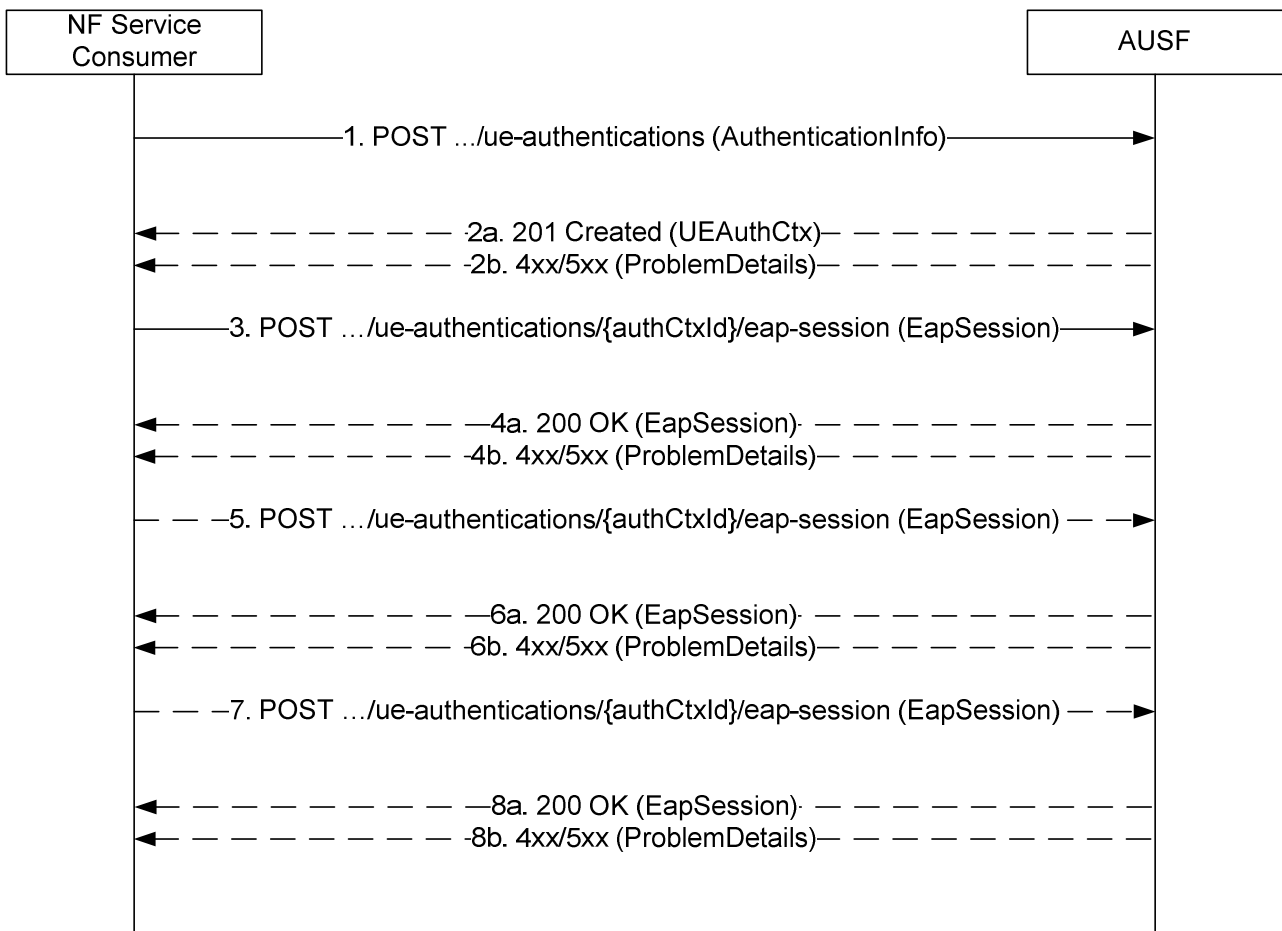 NF Service
Consumer
AUSF
1. POST .../ue-authentications (AuthenticationInfo)
2a. 201 Created (UEAuthCtx)
2b. 4xx/5xx (ProblemDetails)
3. POST .../ue-authentications/{authCtxId}/eap-session (EapSession)
4a. 200 OK (EapSession)
4b. 4xx/5xx (ProblemDetails)
5. POST .../ue-authentications/{authCtxId}/eap-session (EapSession)
6a. 200 OK (EapSession)
6b. 4xx/5xx (ProblemDetails)
7. POST .../ue-authentications/{authCtxId}/eap-session (EapSession)
8a. 200 OK (EapSession)
8b. 4xx/5xx (ProblemDetails)